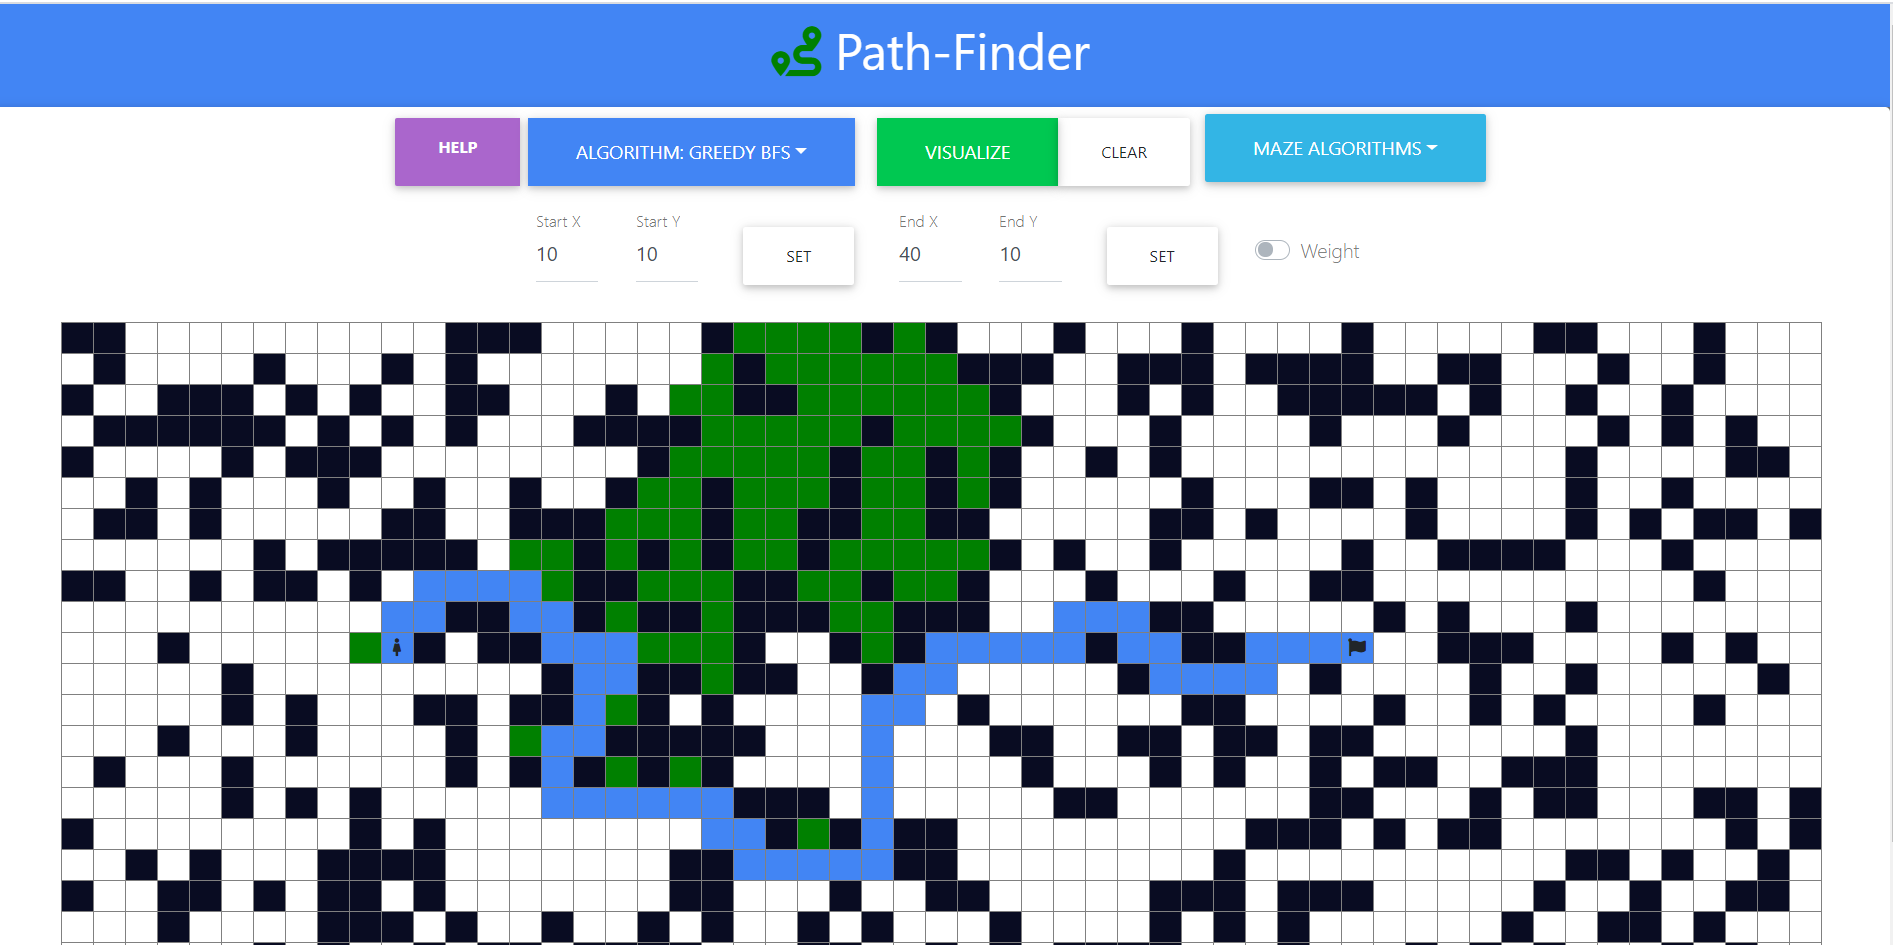 Path-Finder
HELP
ALGORITHM: GREEDY BFS
VISUALIZE
CLEAR
MAZE ALGORITHMS
Start X
Start Y
End X
End Y
10
10
SET
40
10
SET
Weight